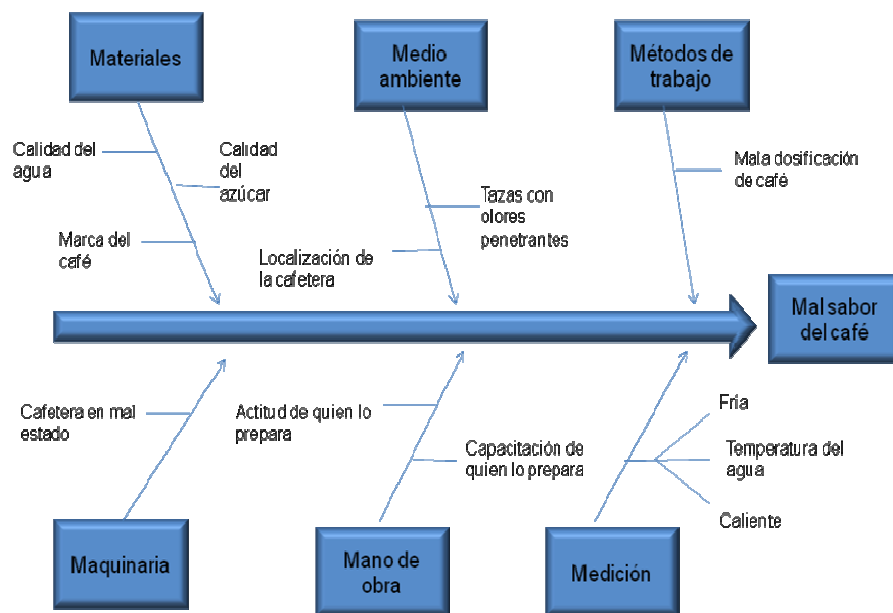 Materiales
Medio
ambiente
Métodos de
trabajo
Calidad del
agua
Calidad
del
azúcar
Marca del
café
Tazas con
olores
penetrantes
Localización de
la cafetera
Mala dosificación
de café
Mal sabor
del café
Cafetera en mal
estado
Actitud de quien lo
prepara
Capacitación de
quien lo prepara
Fría
Temperatura del
agua
Caliente
Maquinaria
Mano de
obra
Medición